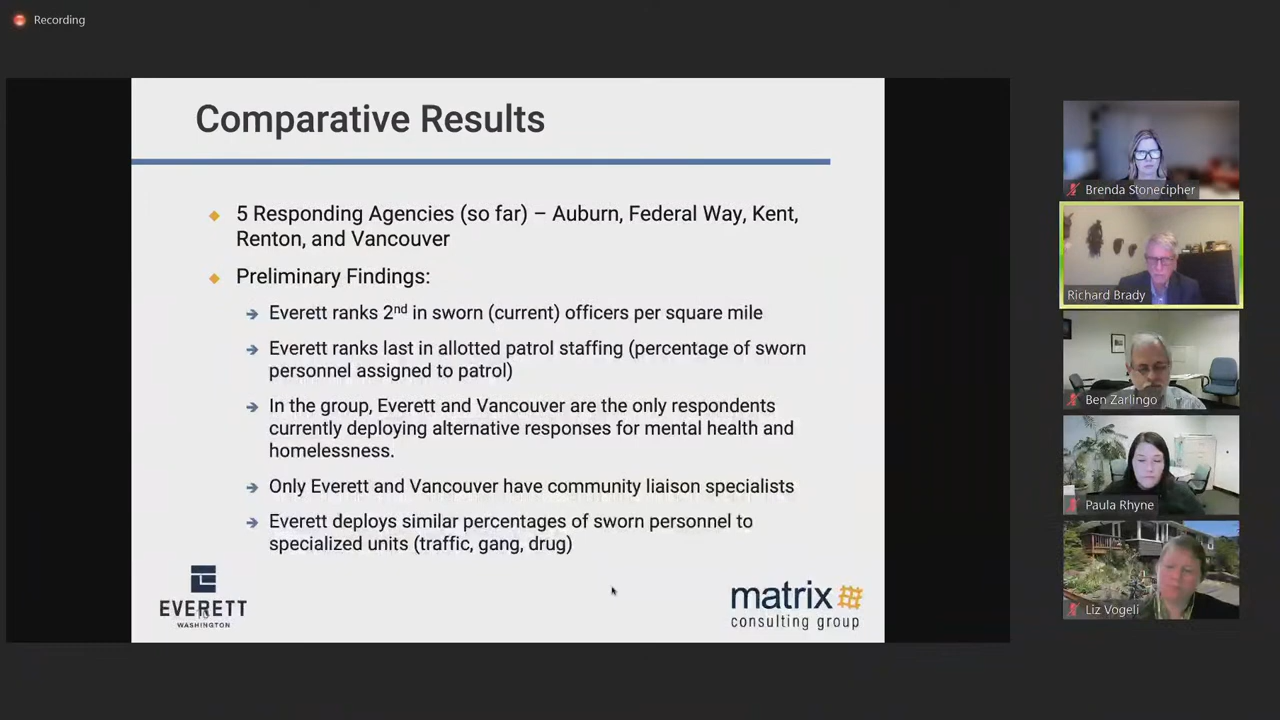 Recording
Comparative Results
5 Responding Agencies (so far) – Auburn, Federal Way, Kent,
Renton, and Vancouver
Preliminary Findings:
Everett ranks 2nd in sworn (current) officers per square mile
Everett ranks last in allotted patrol staffing (percentage of sworn
personnel assigned to patrol)
In the group, Everett and Vancouver are the only respondents
currently deploying alternative responses for mental health and
homelessness.
Only Everett and Vancouver have community liaison specialists
Everett deploys similar percentages of sworn personnel to
specialized units (traffic, gang, drug)
EVERETT
WASHINGTON
matrix
consulting group
Brenda Stonecipher
Richard Brady
Ben Zarlingo
Paula Rhyne
Liz Vogeli